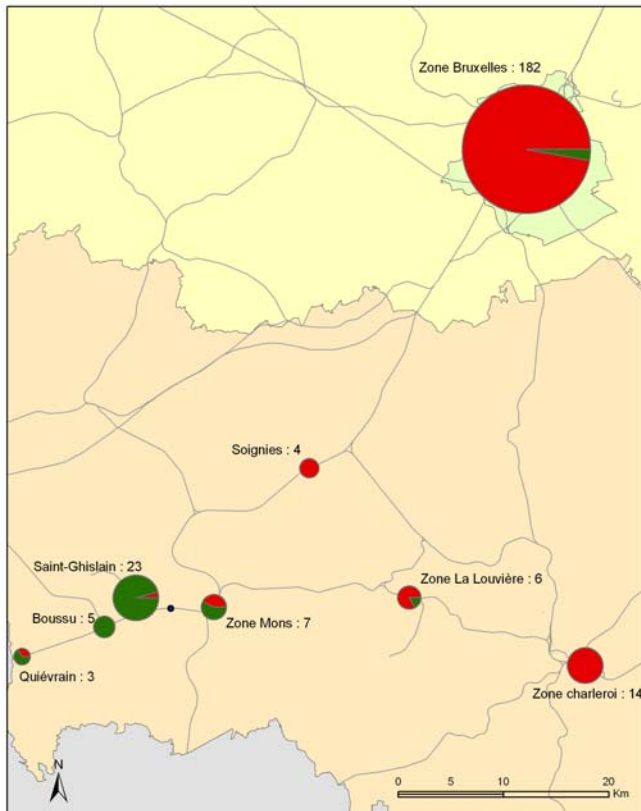 Zone Bruxelles : 182
Soignies : 4
Saint-Ghislain : 23
Zone La Louvière : 6
Boussu : 5
Zone Mons : 7
Quiévrain : 3
Zone charleroi : 14
N
0 5 10 20
Km